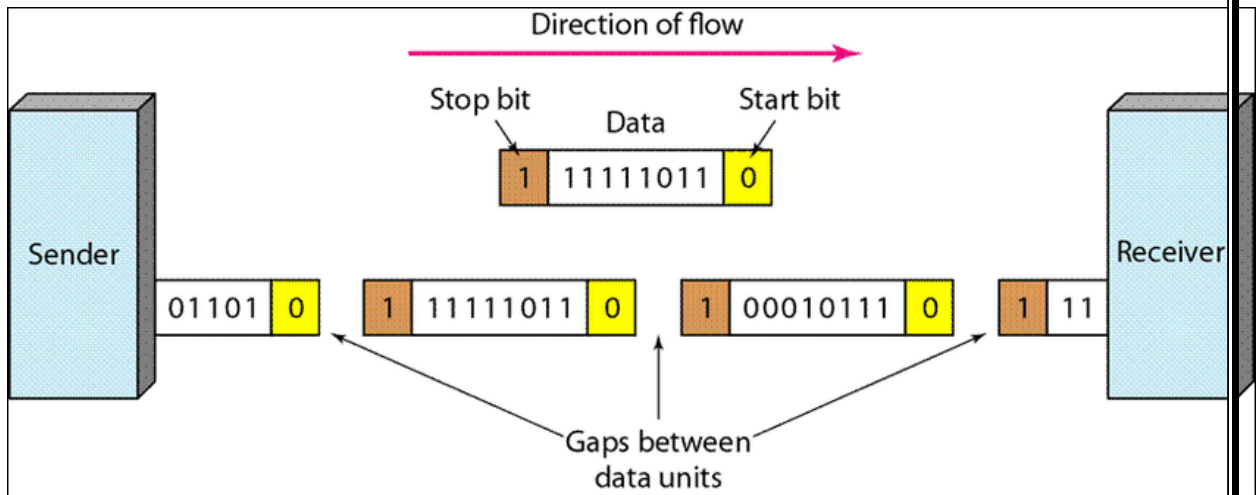 Direction of flow
Stop bit
Start bit
Data
1 11111011 0
Sender
Receiver
01101 0
1 11111011 0
1 00010111 0
1 11
Gaps between
data units